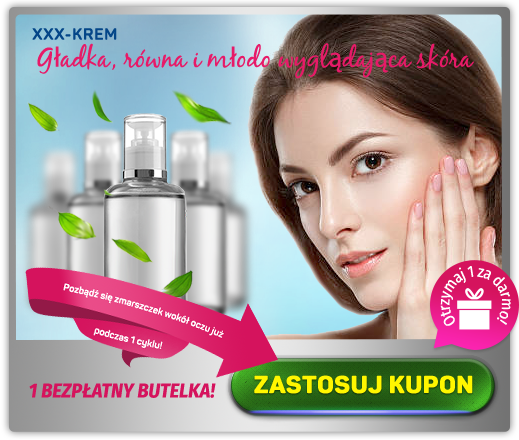 XXX-KREM
Gładka, równa i młodo wyglądająca skóra
Otrzymaj 1 za darmo!
Pozbądź się zmarszczek wokół oczu już
podczas 1 cyklu!
1 BEZPŁATNY BUTELKA!
ZASTOSUJ KUPON